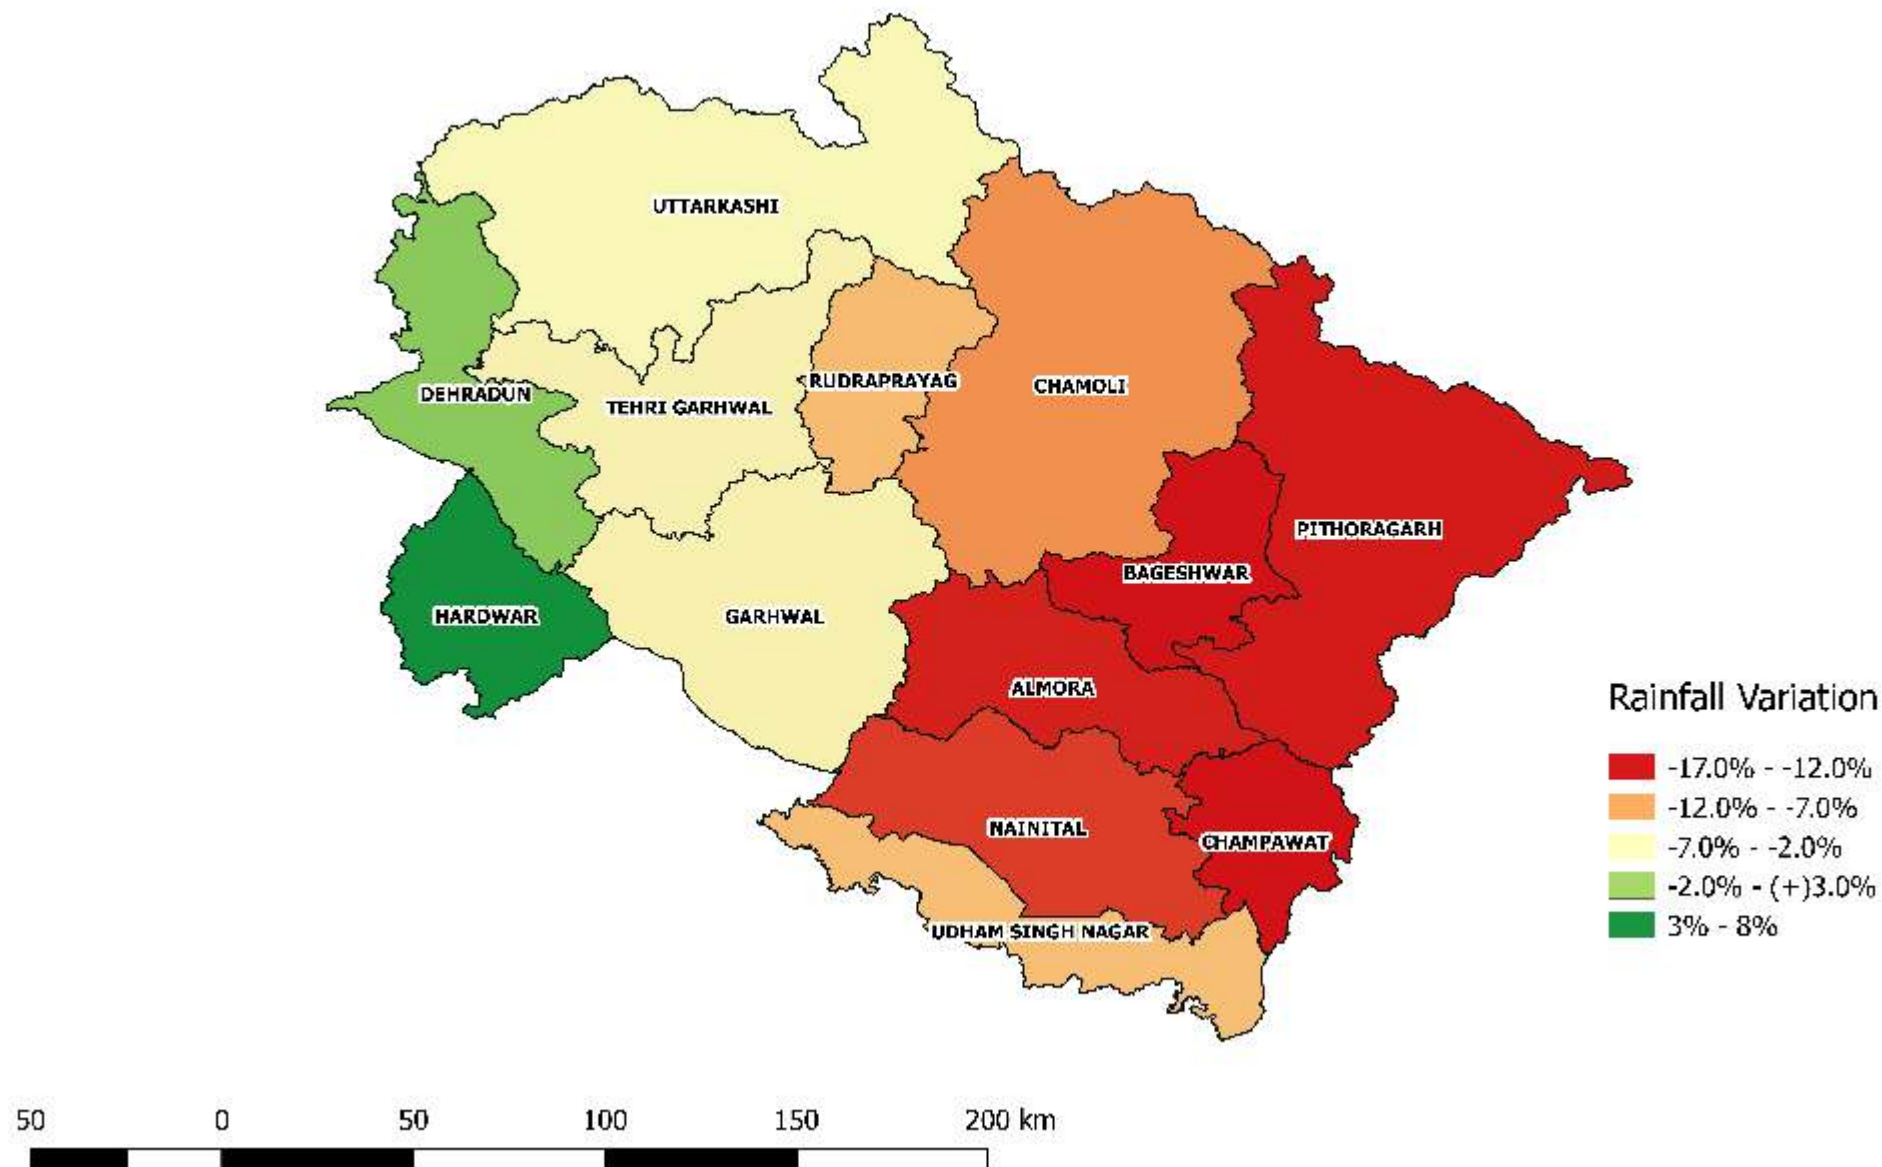 UTTARKASHI
RUDRAPRAYAG
CHAMOLI
DEHRADUN
TEHRI GARHWAL
PITHORAGARH
BAGESHWAR
HARDWAR
GARHWAL
ALMORA
NAINITAL
CHAMPAWAT
UDHAM SINGH NAGAR
Rainfall Variation
-17.0% - -12.0%
-12.0% - -7.0%
-7.0% - -2.0%
-2.0% - (+)3.0%
3% - 8%
50 0 50 100 150 200 km